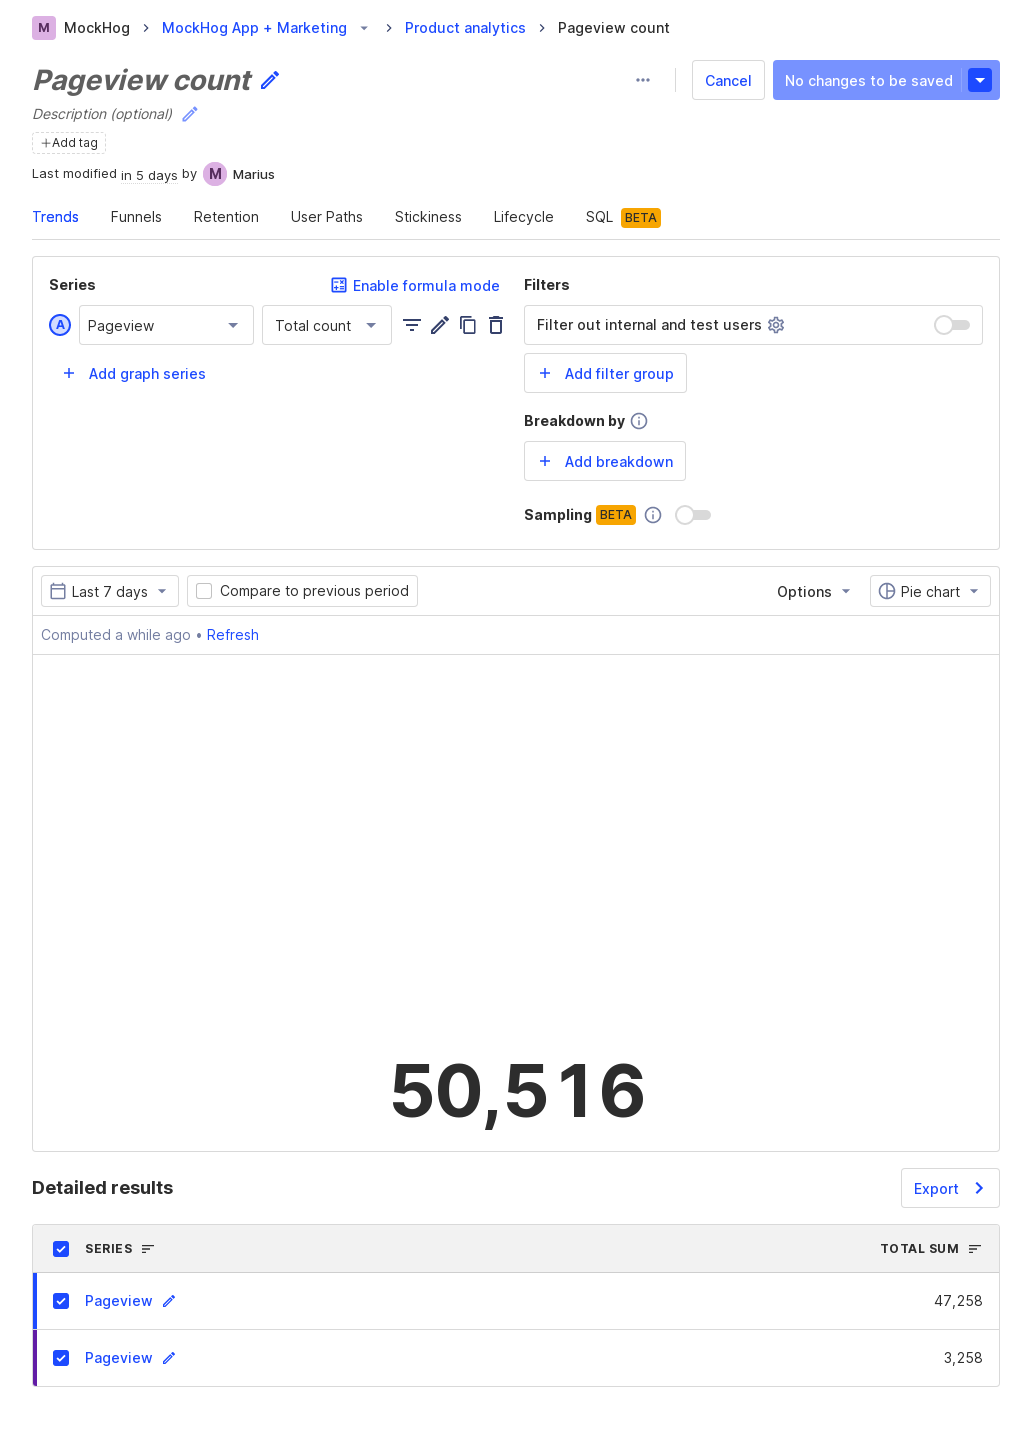 M MockHog > MockHog App + Marketing > Product analytics > Pageview count
Pageview count
Cancel
No changes to be saved
Description (optional)
+Add tag
Last modified in 5 days by M Marius
Trends Funnels Retention User Paths Stickiness Lifecycle SQL BETA
Series
Enable formula mode
A Pageview Total count
+ Add graph series
Filters
Filter out internal and test users
+ Add filter group
Breakdown by
+ Add breakdown
Sampling BETA
Last 7 days Compare to previous period Options Pie chart
Computed a while ago • Refresh
50,516
Detailed results
Export
SERIES TOTAL SUM
Pageview 47,258
Pageview 3,258